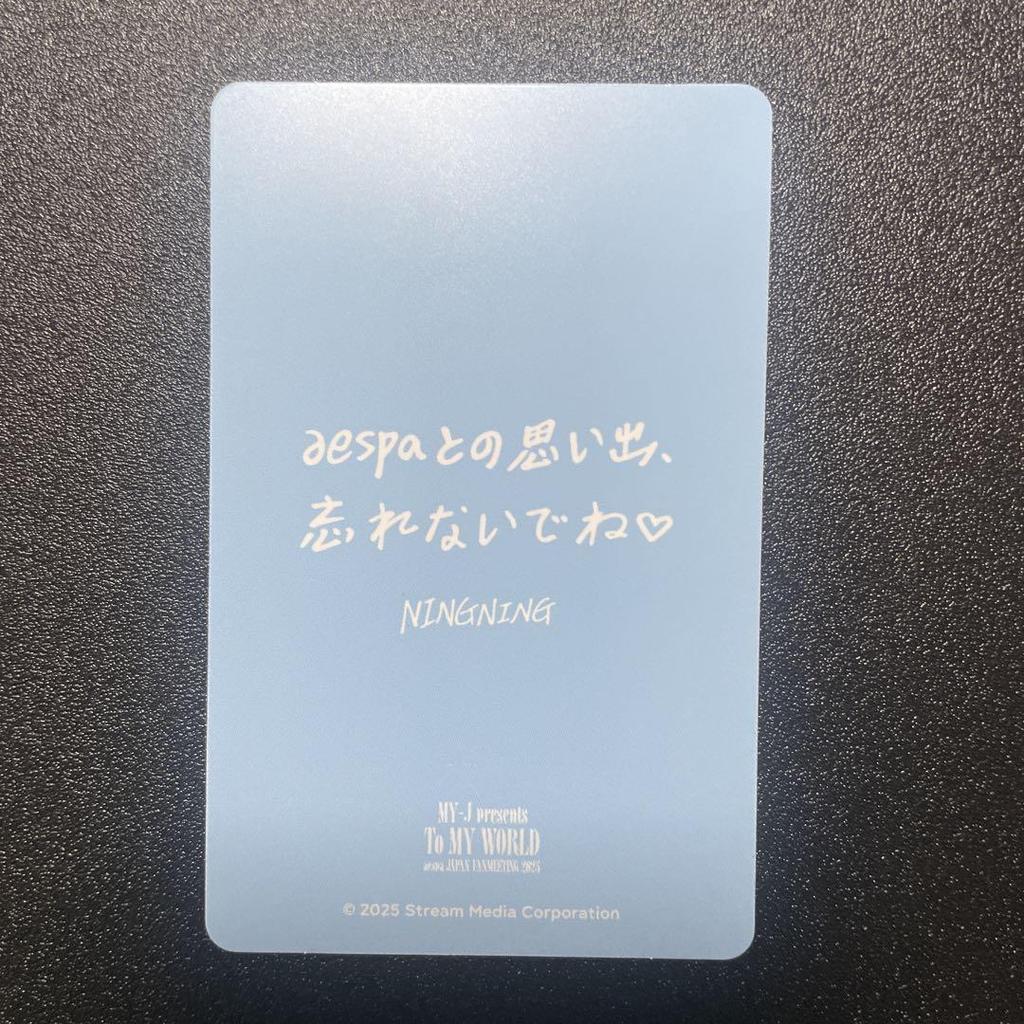 aespaとの思い出、
忘れないでね♡
NINGNING
MY-J presents
To MY WORLD
aespa JAPAN FANMEETING 2025
© 2025 Stream Media Corporation